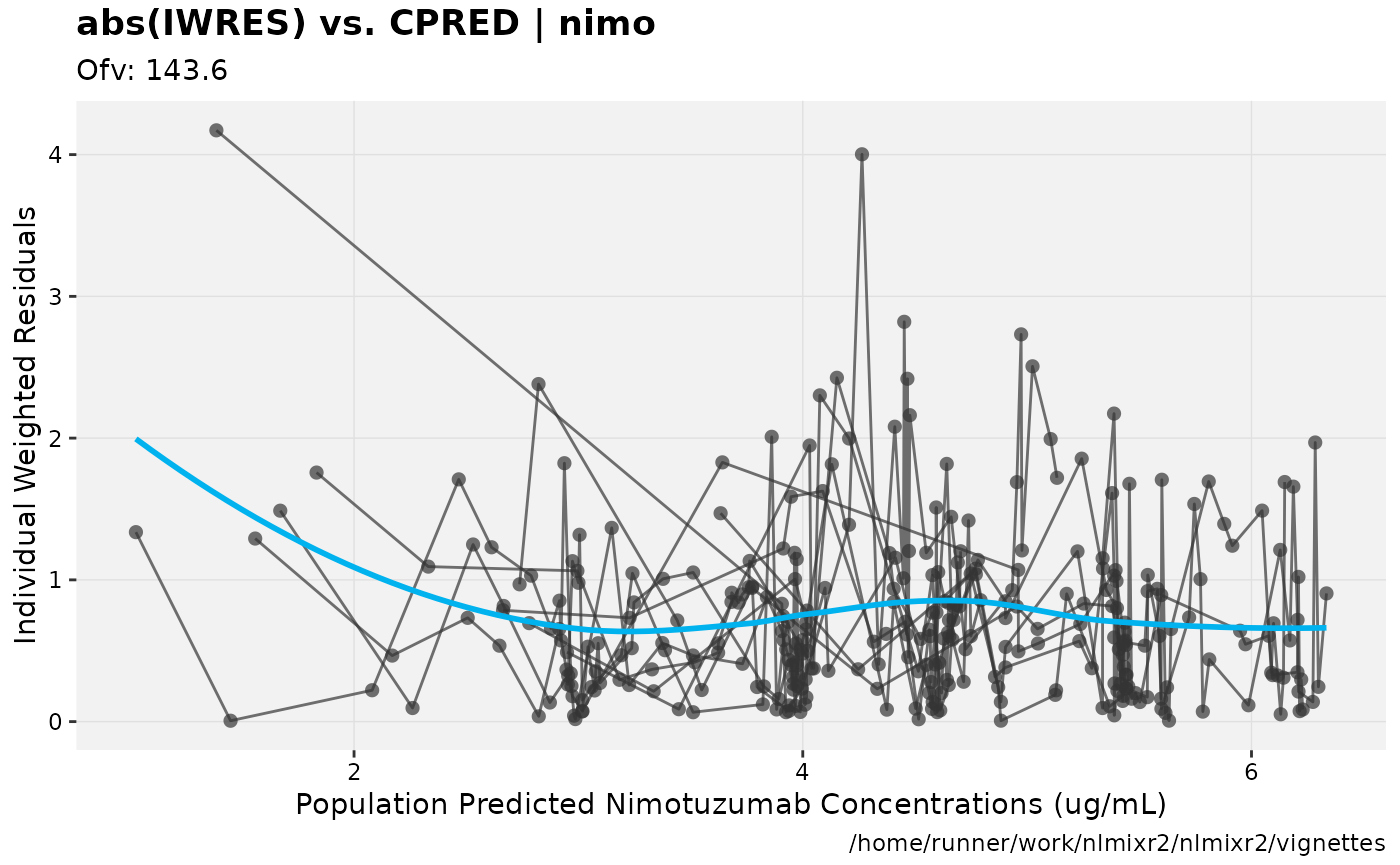 abs(IWRES) vs. CPRED | nimo
Ofv: 143.6
Individual Weighted Residuals
4
3
2
1
0
2
4
6
Population Predicted Nimotuzumab Concentrations (ug/mL)
/home/runner/work/nlmixr2/nlmixr2/vignettes